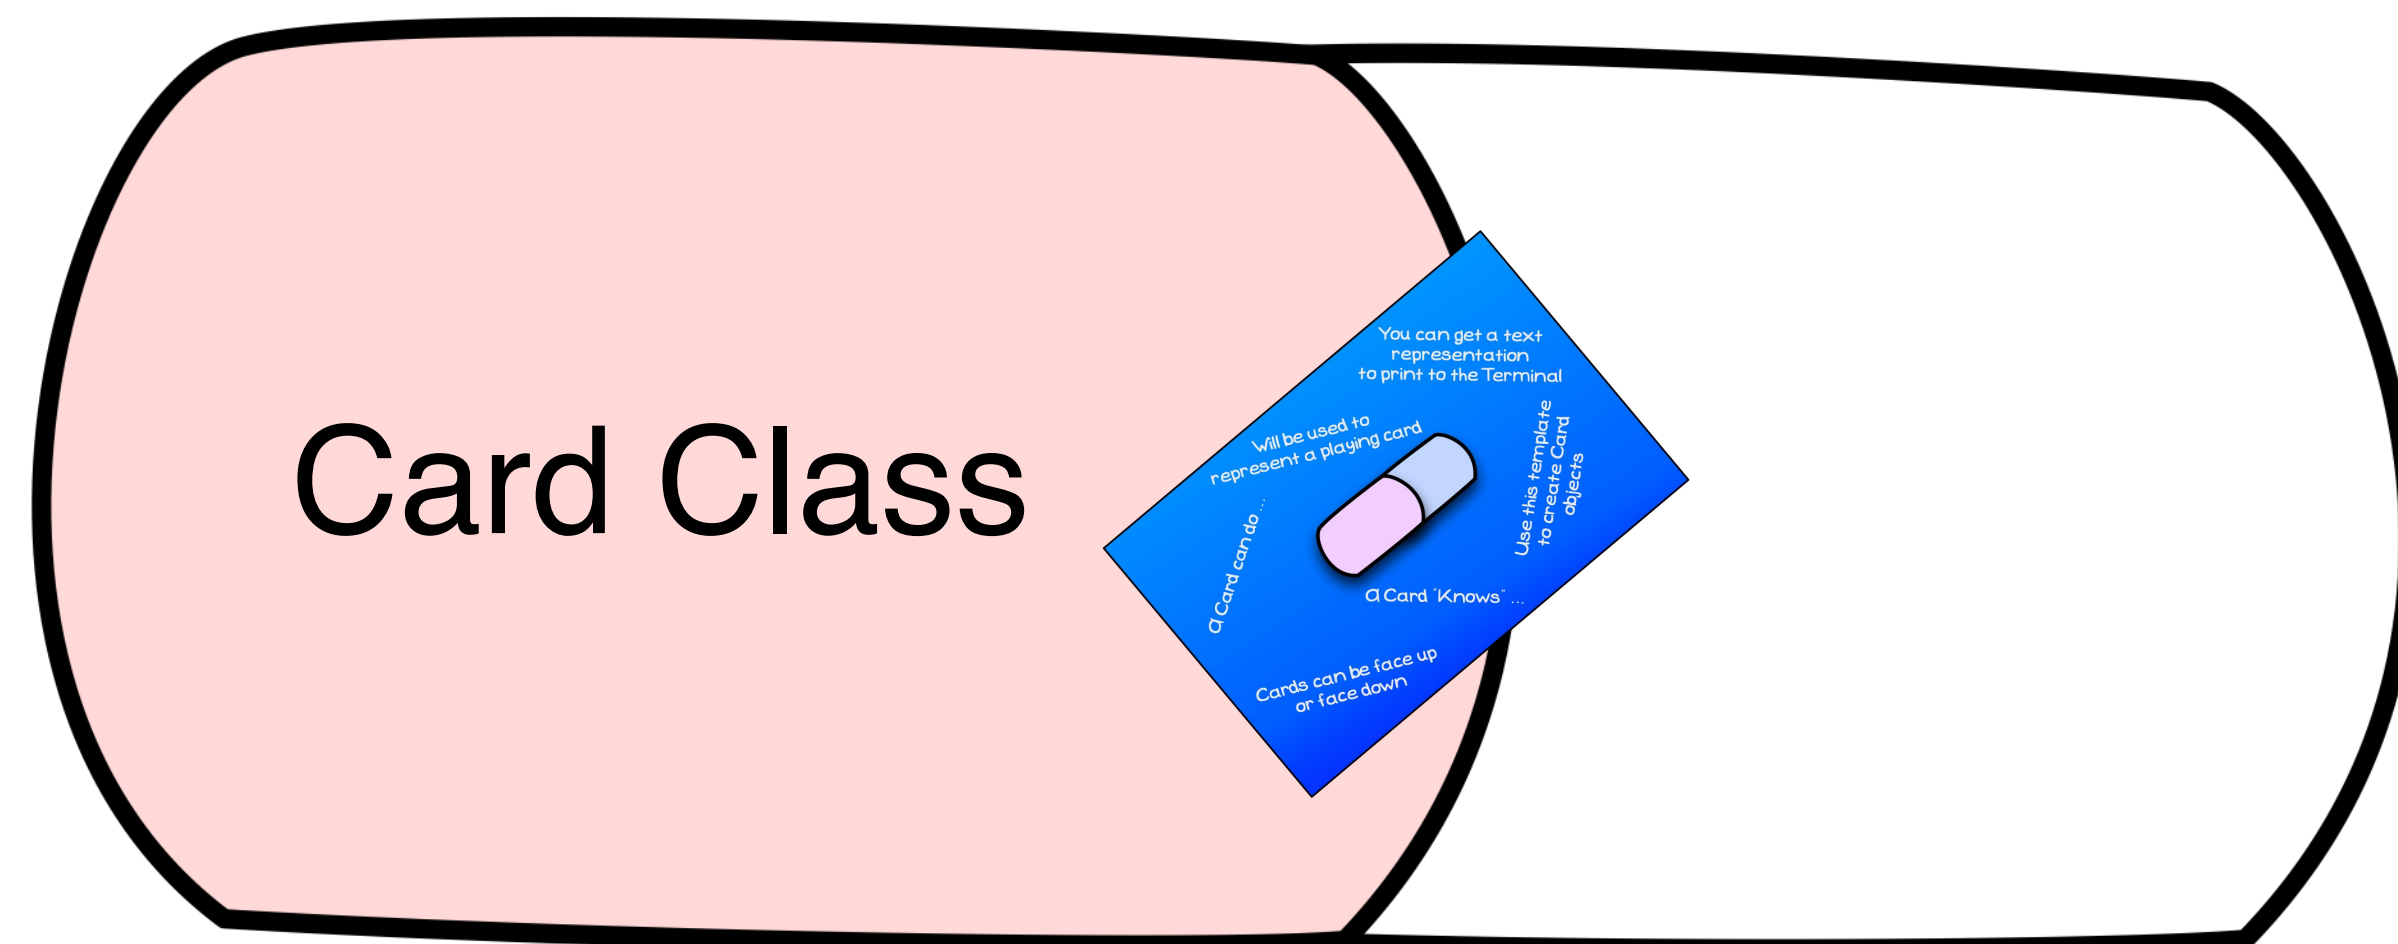 Card Class
You can get a text
representation
to print to the Terminal
Will be used to
represent a playing card
Use this template
to create Card
objects
A Card can do ...
A Card "Knows" ...
Cards can be face up
or face down